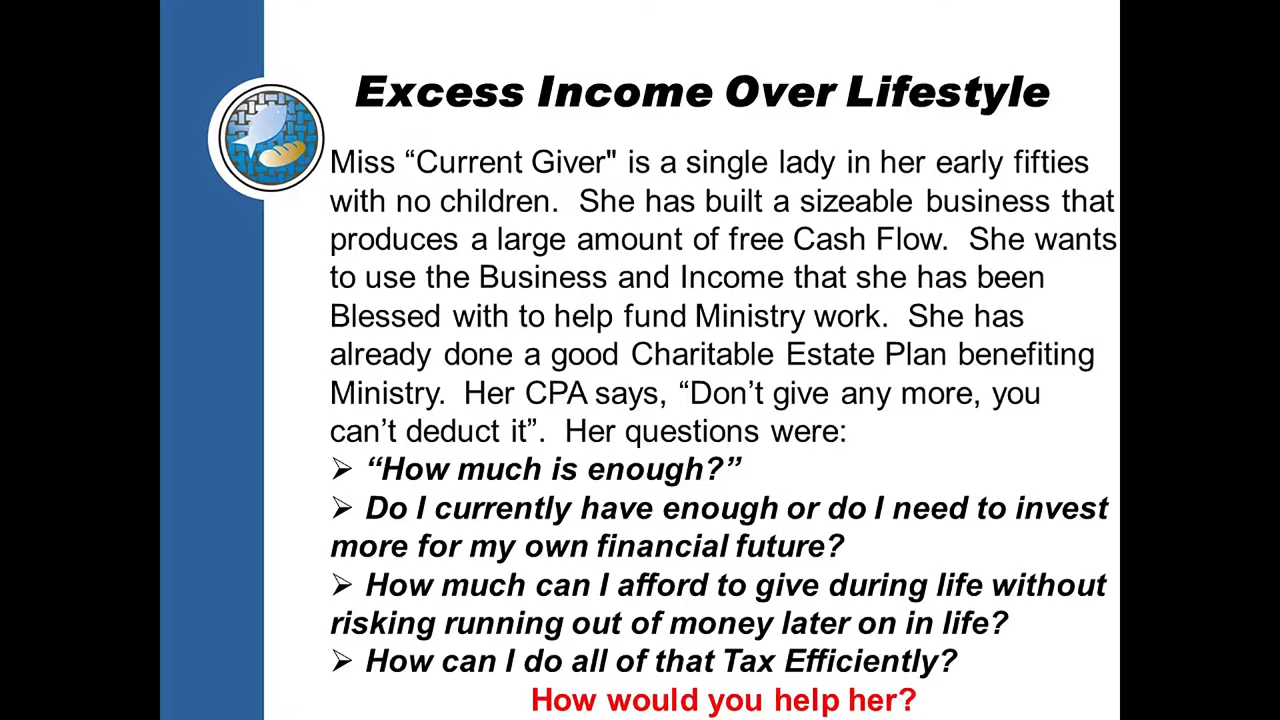 Excess Income Over Lifestyle
Miss “Current Giver" is a single lady in her early fifties
with no children.  She has built a sizeable business that
produces a large amount of free Cash Flow.  She wants
to use the Business and Income that she has been
Blessed with to help fund Ministry work.  She has
already done a good Charitable Estate Plan benefiting
Ministry.  Her CPA says, “Don’t give any more, you
can’t deduct it”.  Her questions were:
➢ “How much is enough?”
➢ Do I currently have enough or do I need to invest
more for my own financial future?
➢ How much can I afford to give during life without
risking running out of money later on in life?
➢ How can I do all of that Tax Efficiently?
How would you help her?